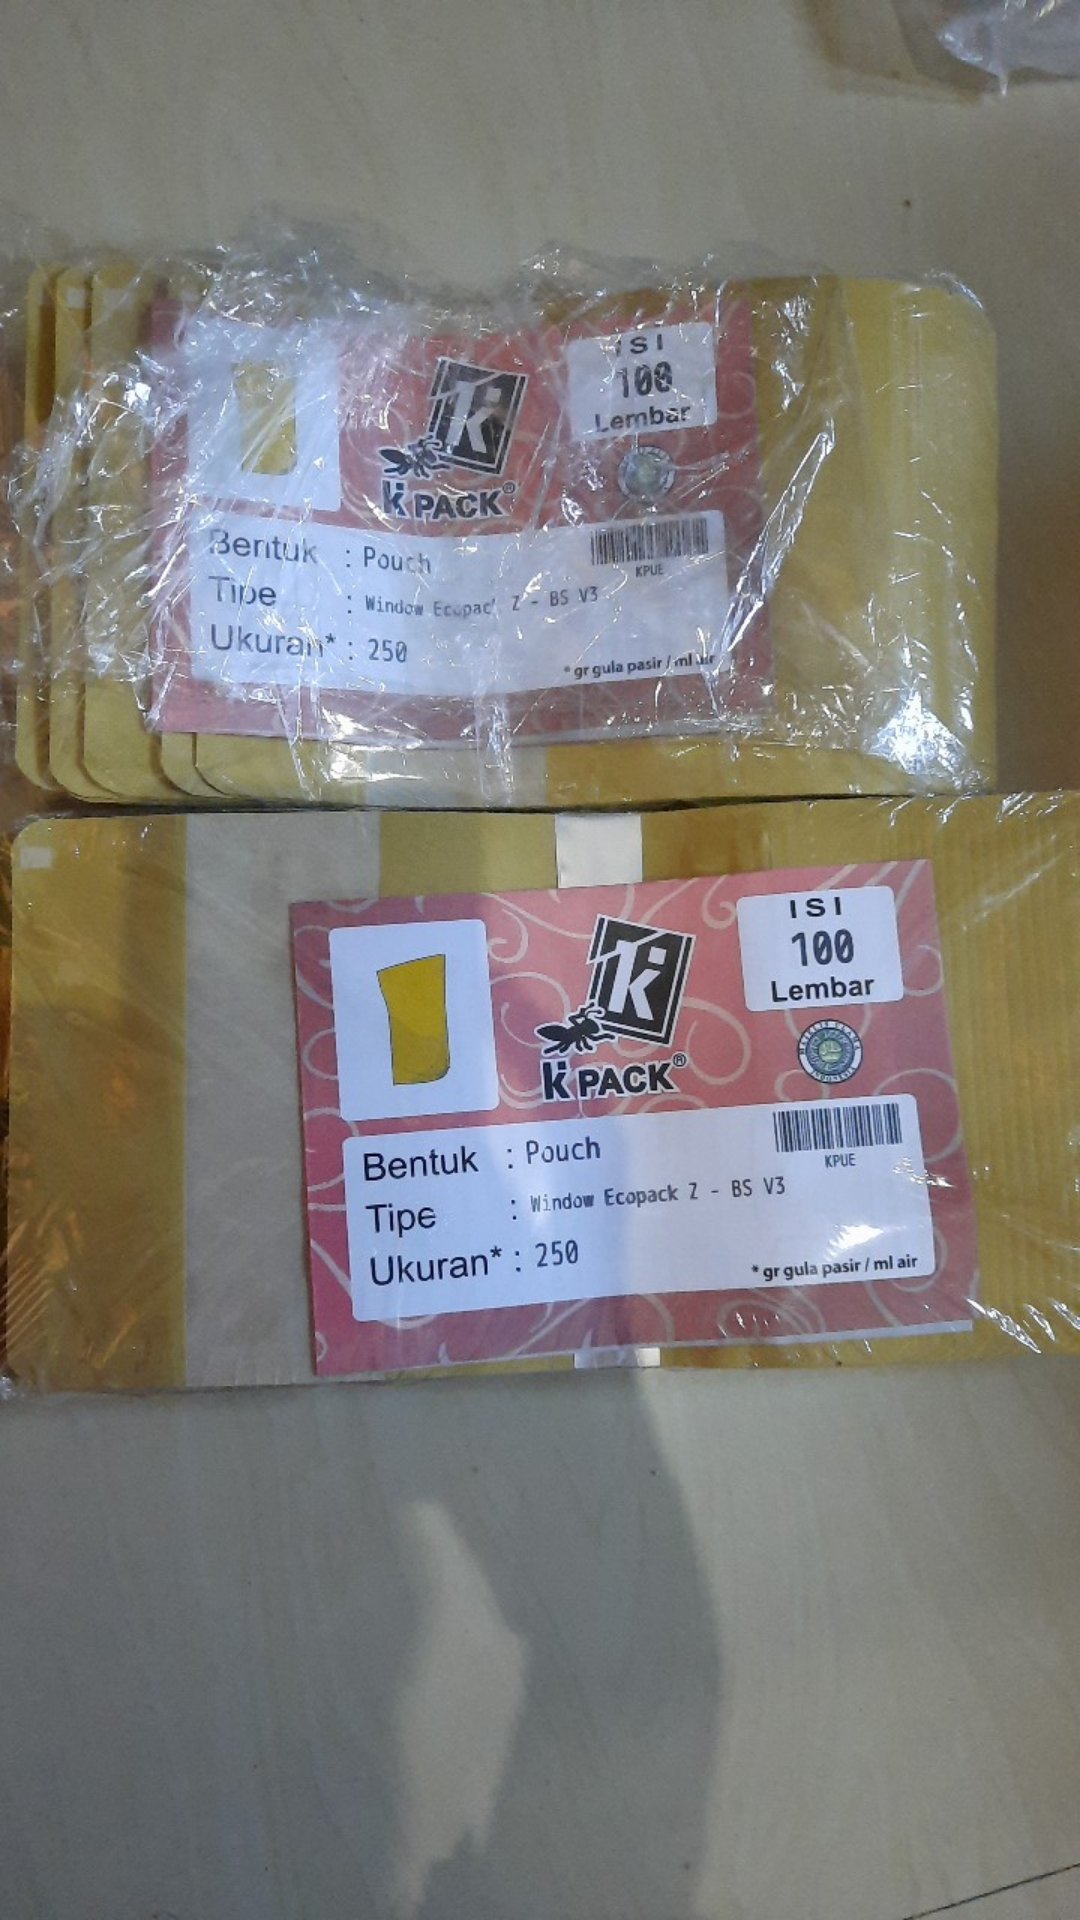 ISI
100
Lembar
k PACK®
Bentuk : Pouch
KPUE
Tipe : Window Ecopack Z - BS V3
Ukuran* : 250
* gr gula pasir / ml air
ISI
100
Lembar
k
k PACK®
INDONESIA
Bentuk : Pouch
KPUE
Tipe : Window Ecopack Z - BS V3
Ukuran* : 250
* gr gula pasir / ml air